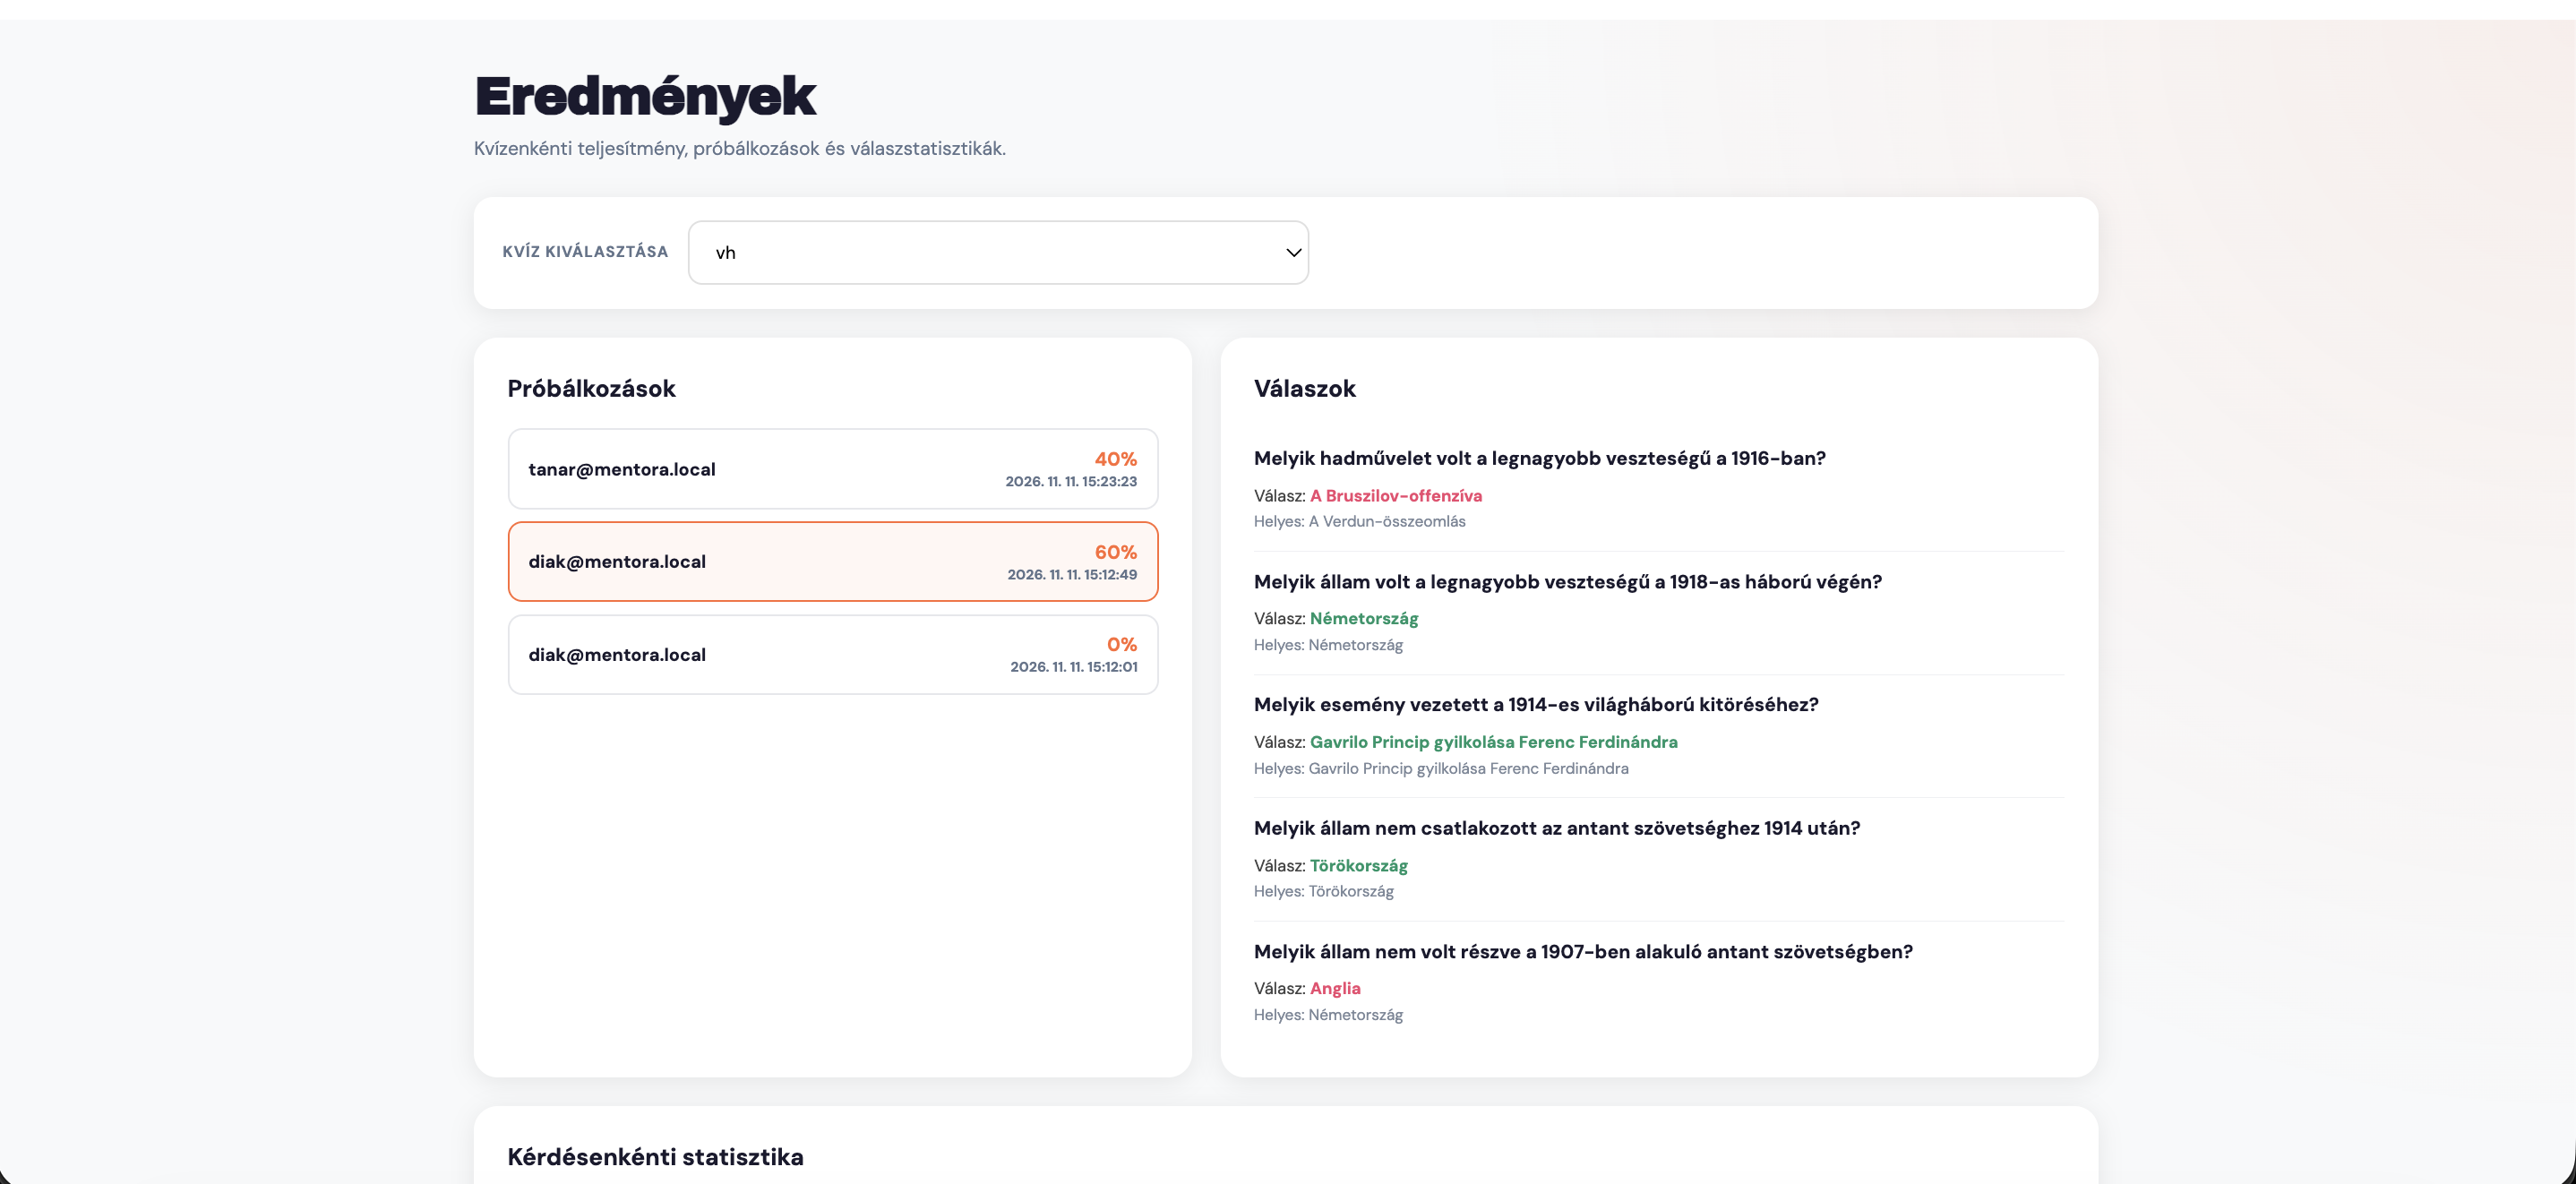 Eredmények
Kvízenkénti teljesítmény, próbálkozások és válaszstatisztikák.
KVÍZ KIVÁLASZTÁSA
vh
Próbálkozások
tanar@mentora.local
40%
2026. 11. 11. 15:23:23
diak@mentora.local
60%
2026. 11. 11. 15:12:49
diak@mentora.local
0%
2026. 11. 11. 15:12:01
Válaszok
Melyik hadművelet volt a legnagyobb veszteségű a 1916-ban?
Válasz: A Bruszilov-offenzíva
Helyes: A Verdun-összeomlás
Melyik állam volt a legnagyobb veszteségű a 1918-as háború végén?
Válasz: Németország
Helyes: Németország
Melyik esemény vezetett a 1914-es világháború kitöréséhez?
Válasz: Gavrilo Princip gyilkolása Ferenc Ferdinándra
Helyes: Gavrilo Princip gyilkolása Ferenc Ferdinándra
Melyik állam nem csatlakozott az antant szövetséghez 1914 után?
Válasz: Törökország
Helyes: Törökország
Melyik állam nem volt részve a 1907-ben alakuló antant szövetségben?
Válasz: Anglia
Helyes: Németország
Kérdésenkénti statisztika